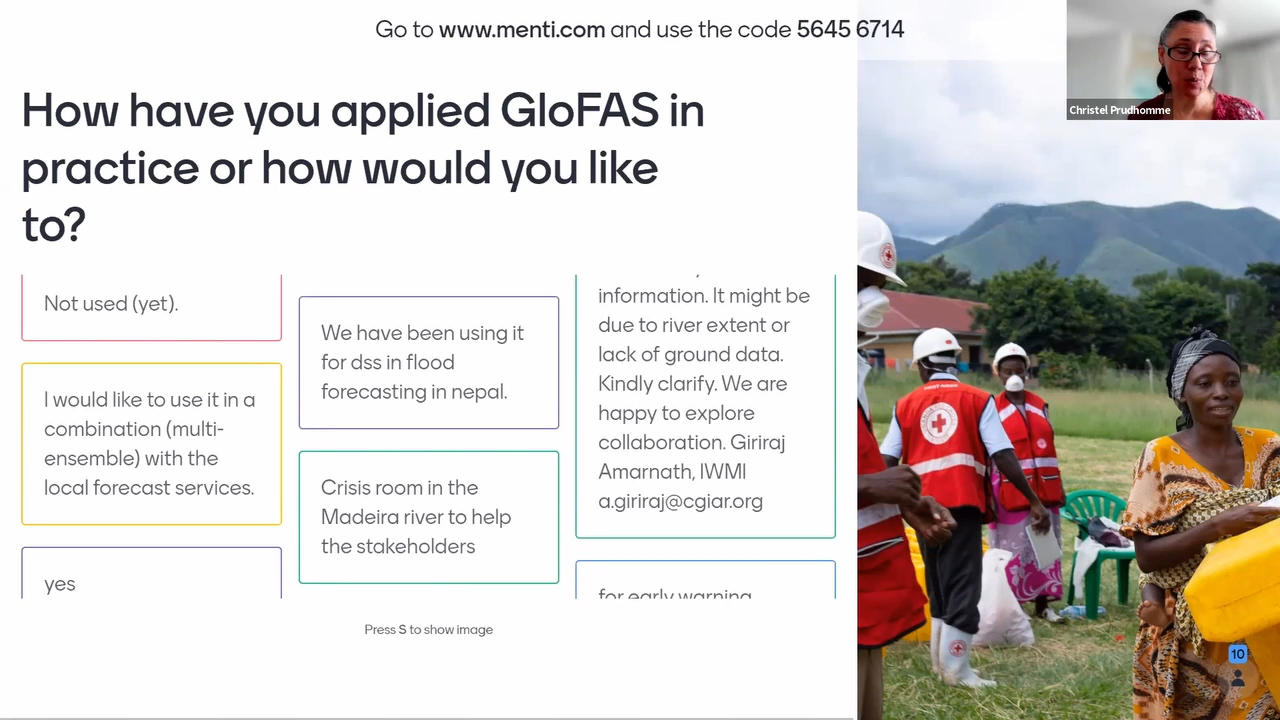 Go to www.menti.com and use the code 5645 6714
Christel Prudhomme
How have you applied GloFAS in
practice or how would you like
to?
Not used (yet).
I would like to use it in a
combination (multi-
ensemble) with the
local forecast services.
yes
We have been using it
for dss in flood
forecasting in nepal.
Crisis room in the
Madeira river to help
the stakeholders
information. It might be
due to river extent or
lack of ground data.
Kindly clarify. We are
happy to explore
collaboration. Giriraj
Amarnath, IWMI
a.giriraj@cgiar.org
for early warning
Press S to show image
10